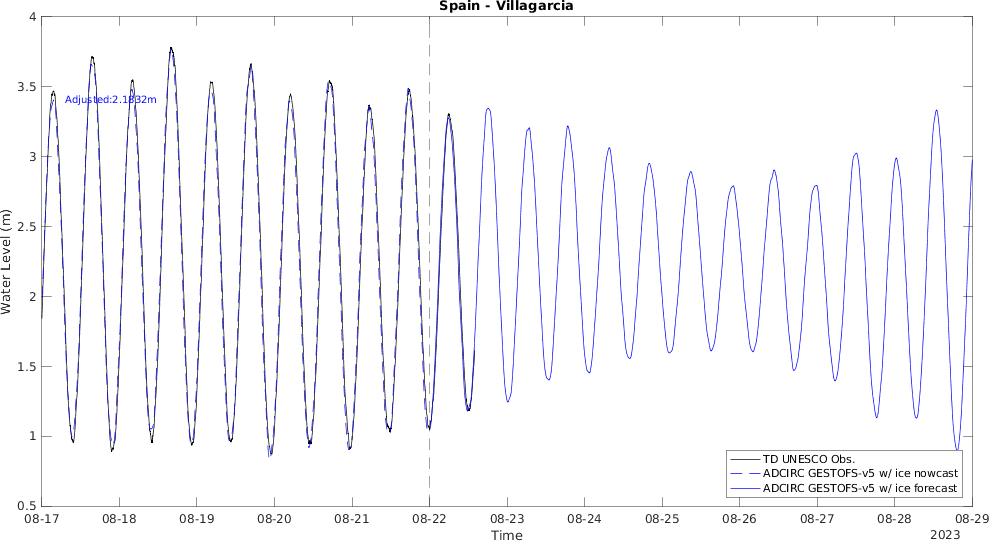 Spain - Villagarcia
4
3.5
3
2.5
2
1.5
1
0.5
Water Level (m)
Adjusted:2.1832m
TD UNESCO Obs.
ADCIRC GESTOFS-v5 w/ ice nowcast
ADCIRC GESTOFS-v5 w/ ice forecast
08-17 08-18 08-19 08-20 08-21 08-22 08-23 08-24 08-25 08-26 08-27 08-28 08-29
Time
2023